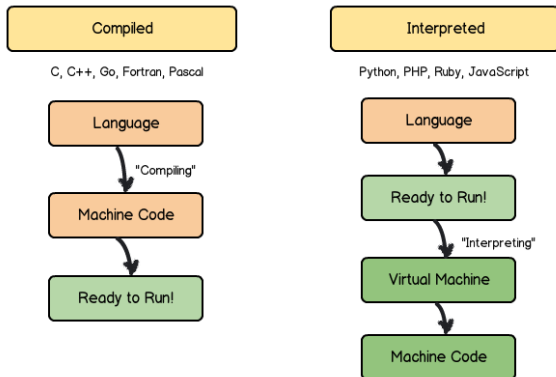 Compiled
C, C++, Go, Fortran, Pascal
Language
"Compiling"
Machine Code
Ready to Run!
Interpreted
Python, PHP, Ruby, JavaScript
Language
Ready to Run!
"Interpreting"
Virtual Machine
Machine Code